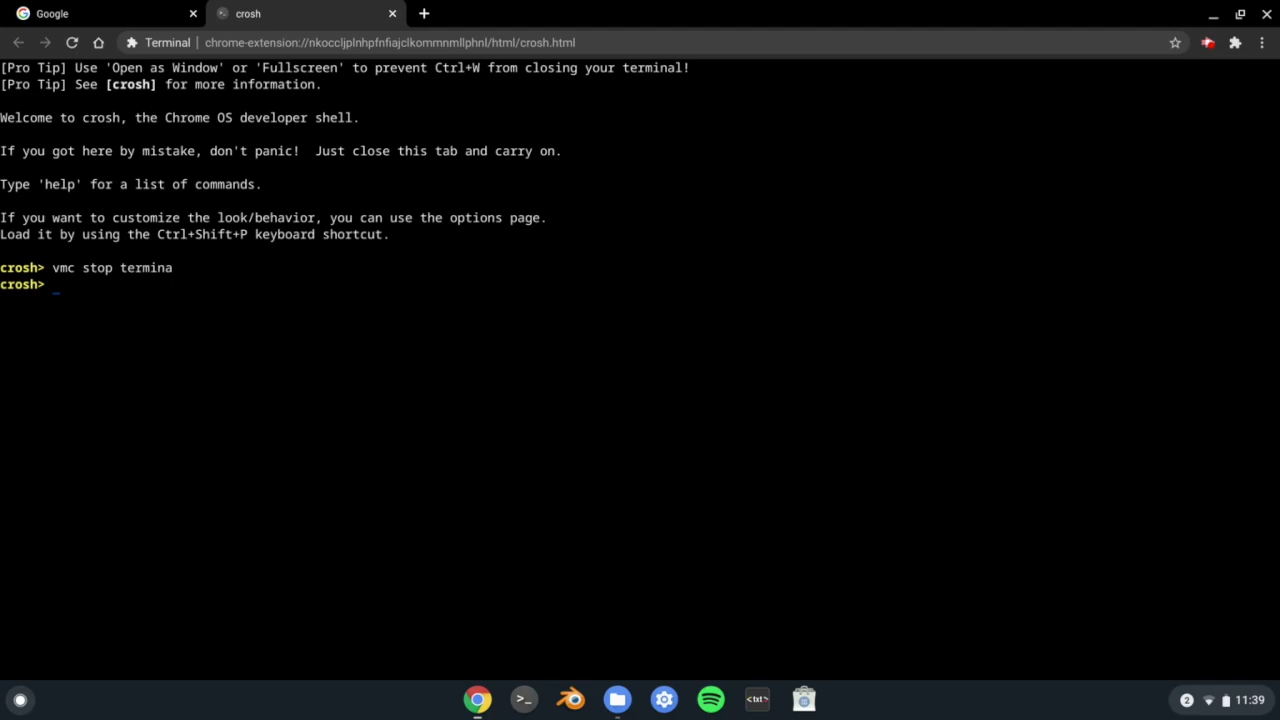 Google
crosh
Terminal | chrome-extension://nkoccljplnhpfnfiajclkommnmllphnl/html/crosh.html
[Pro Tip] Use 'Open as Window' or 'Fullscreen' to prevent Ctrl+W from closing your terminal!
[Pro Tip] See [crosh] for more information.
Welcome to crosh, the Chrome OS developer shell.
If you got here by mistake, don't panic!  Just close this tab and carry on.
Type 'help' for a list of commands.
If you want to customize the look/behavior, you can use the options page.
Load it by using the Ctrl+Shift+P keyboard shortcut.
crosh> vmc stop termina
crosh> _
>_
<txt>
2
11:39